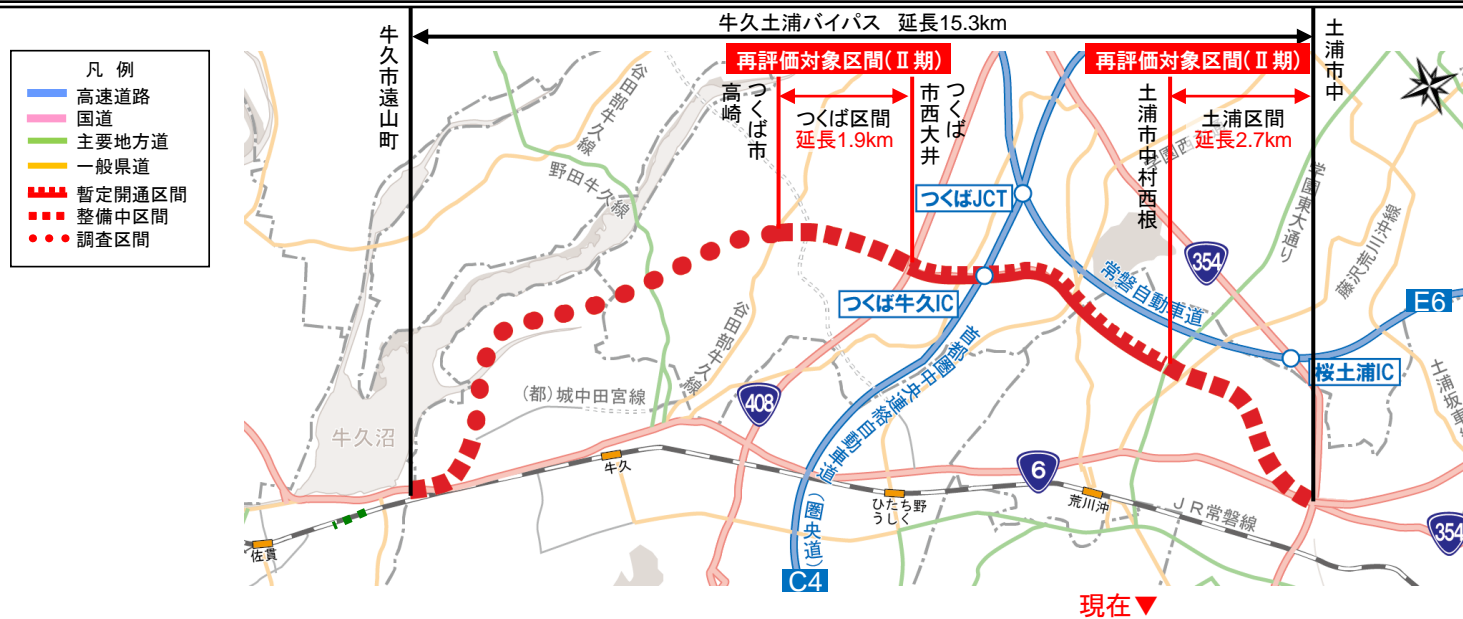 牛久土浦バイパス 延長15.3km
牛久市遠山町
土浦市中
凡 例
高速道路
国道
主要地方道
一般県道
暫定開通区間
整備中区間
調査区間
再評価対象区間(Ⅱ期)
再評価対象区間(Ⅱ期)
つくば市
高崎
つくば区間
延長1.9km
つくば
市西大井
土浦市中村西根
土浦区間
延長2.7km
谷田部牛久線
野田牛久線
谷田部牛久線
つくばJCT
つくば牛久IC
学園西
学園東大通り
藤沢荒川沖線
354
常磐自動車道
E6
桜土浦IC
土浦坂東
首都圏中央連絡自動車道
(圏央道)
C4
(都)城中田宮線
408
牛久沼
牛久
6
ひたち野
うしく
荒川沖
JR常磐線
354
佐貫
現在▼